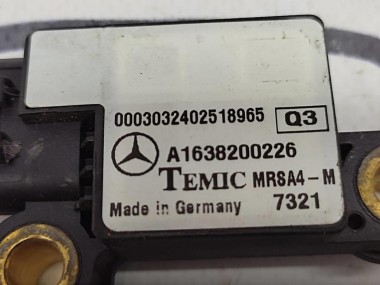 0003032402518965 Q3
A1638200226
TEMIC MRSA4-M
Made in Germany 7321